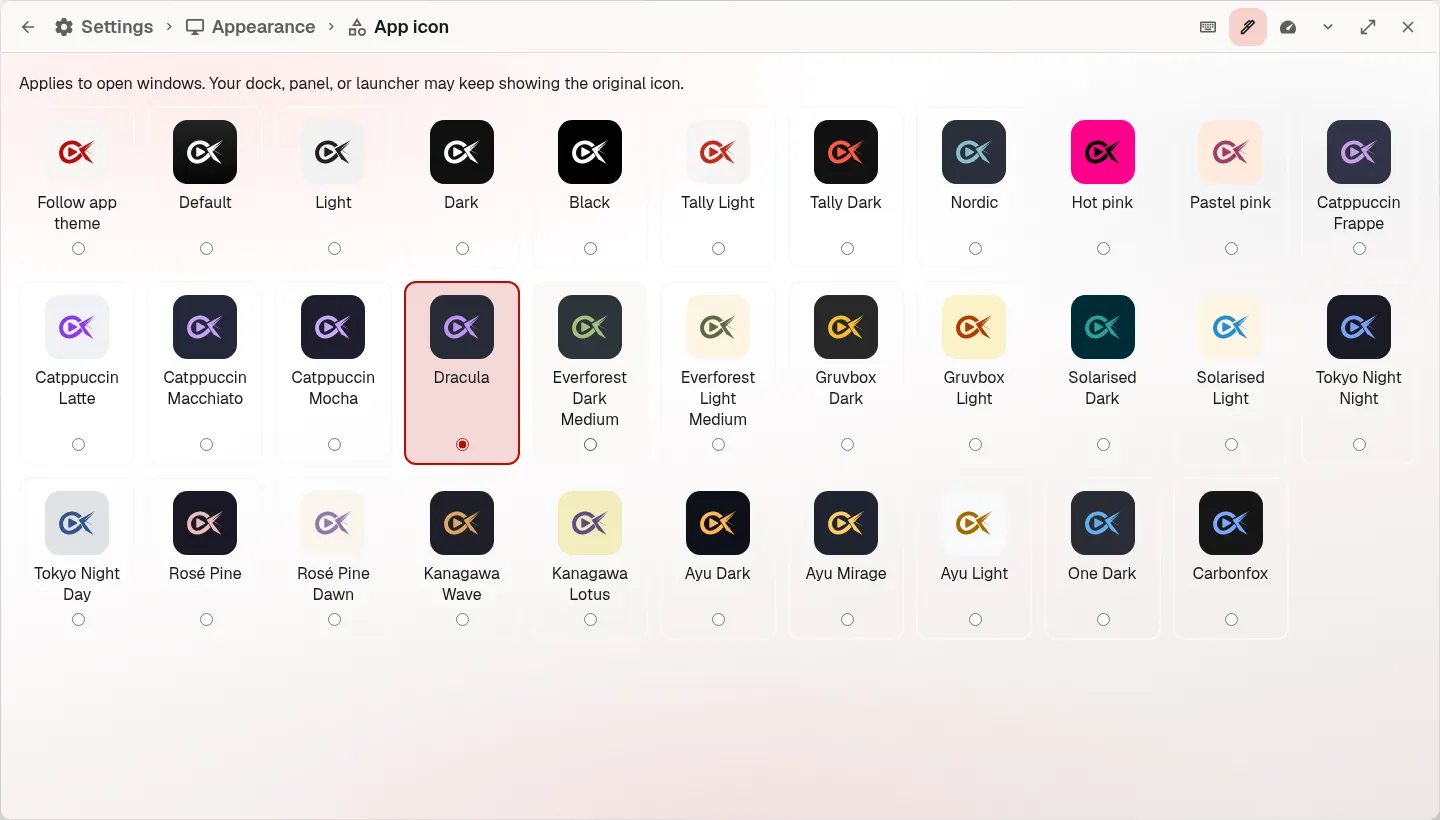 Settings › Appearance › App icon
Applies to open windows. Your dock, panel, or launcher may keep showing the original icon.
Follow app
theme
Default
Light
Dark
Black
Tally Light
Tally Dark
Nordic
Hot pink
Pastel pink
Catppuccin
Frappe
Catppuccin
Latte
Catppuccin
Macchiato
Catppuccin
Mocha
Dracula
Everforest
Dark
Medium
Everforest
Light
Medium
Gruvbox
Dark
Gruvbox
Light
Solarised
Dark
Solarised
Light
Tokyo Night
Night
Tokyo Night
Day
Rosé Pine
Rosé Pine
Dawn
Kanagawa
Wave
Kanagawa
Lotus
Ayu Dark
Ayu Mirage
Ayu Light
One Dark
Carbonfox